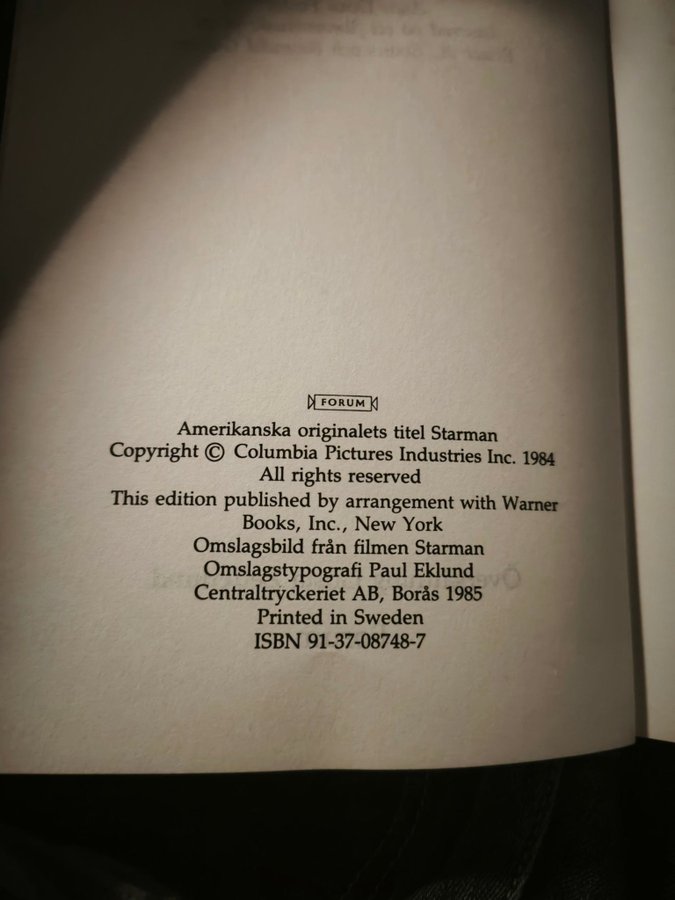 FORUM
Amerikanska originalets titel Starman
Copyright © Columbia Pictures Industries Inc. 1984
All rights reserved
This edition published by arrangement with Warner
Books, Inc., New York
Omslagsbild från filmen Starman
Omslagstypografi Paul Eklund
Centraltryckeriet AB, Borås 1985
Printed in Sweden
ISBN 91-37-08748-7